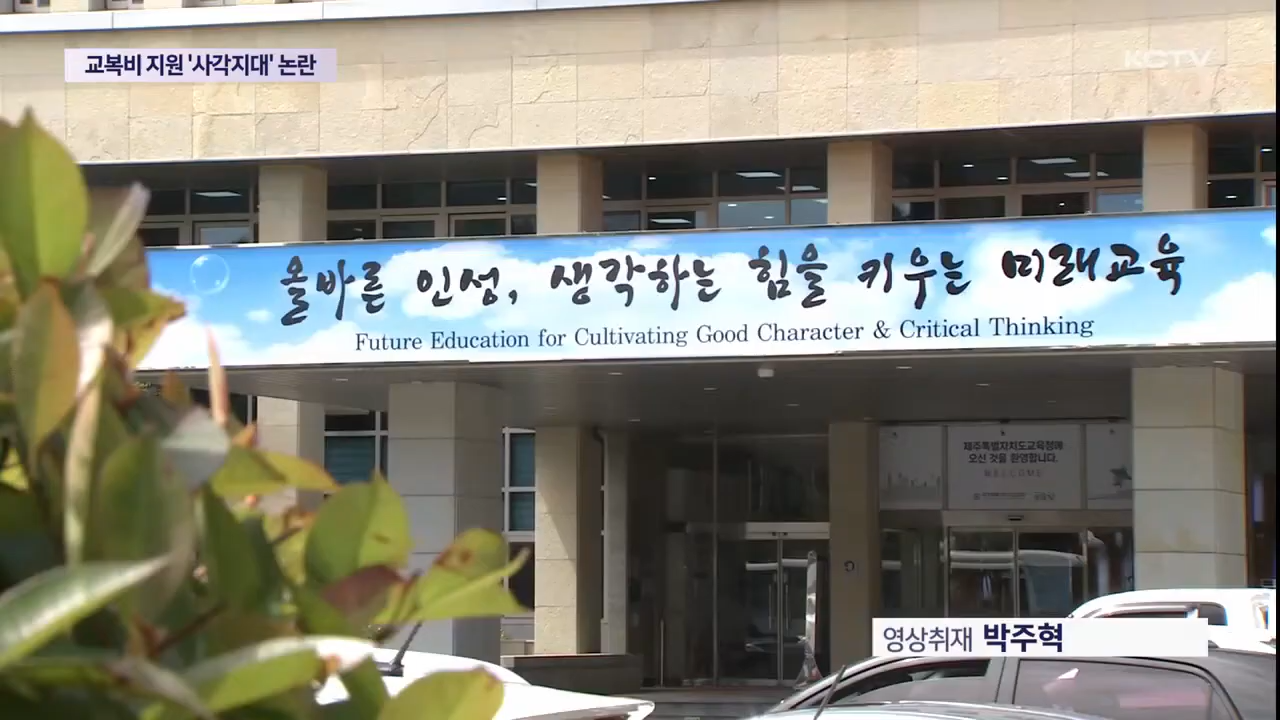 교복비 지원 '사각지대' 논란
KCTV
올바른 인성, 생각하는 힘을 키우는 미래교육
Future Education for Cultivating Good Character & Critical Thinking
제주특별자치도교육청에
오신 것을 환영합니다.
WELCOME
영상취재 박주혁